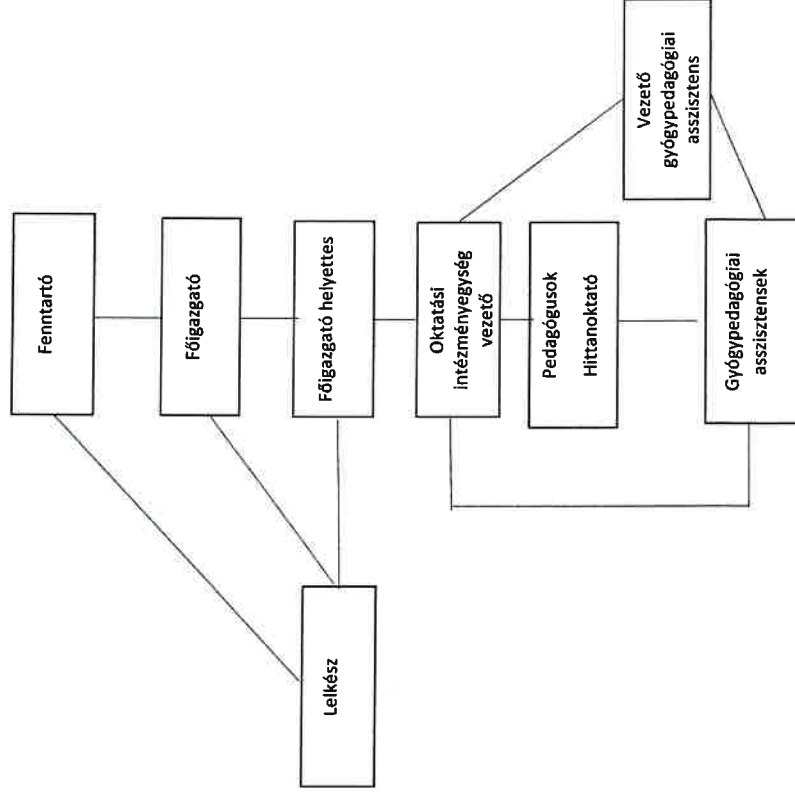 Fenntartó
Főigazgató
Főigazgató helyettes
Lelkész
Oktatási
intézményegység
vezető
Pedagógusok
Hittanoktató
Vezető
gyógypedagógiai
asszisztens
Gyógypedagógiai
asszisztensek